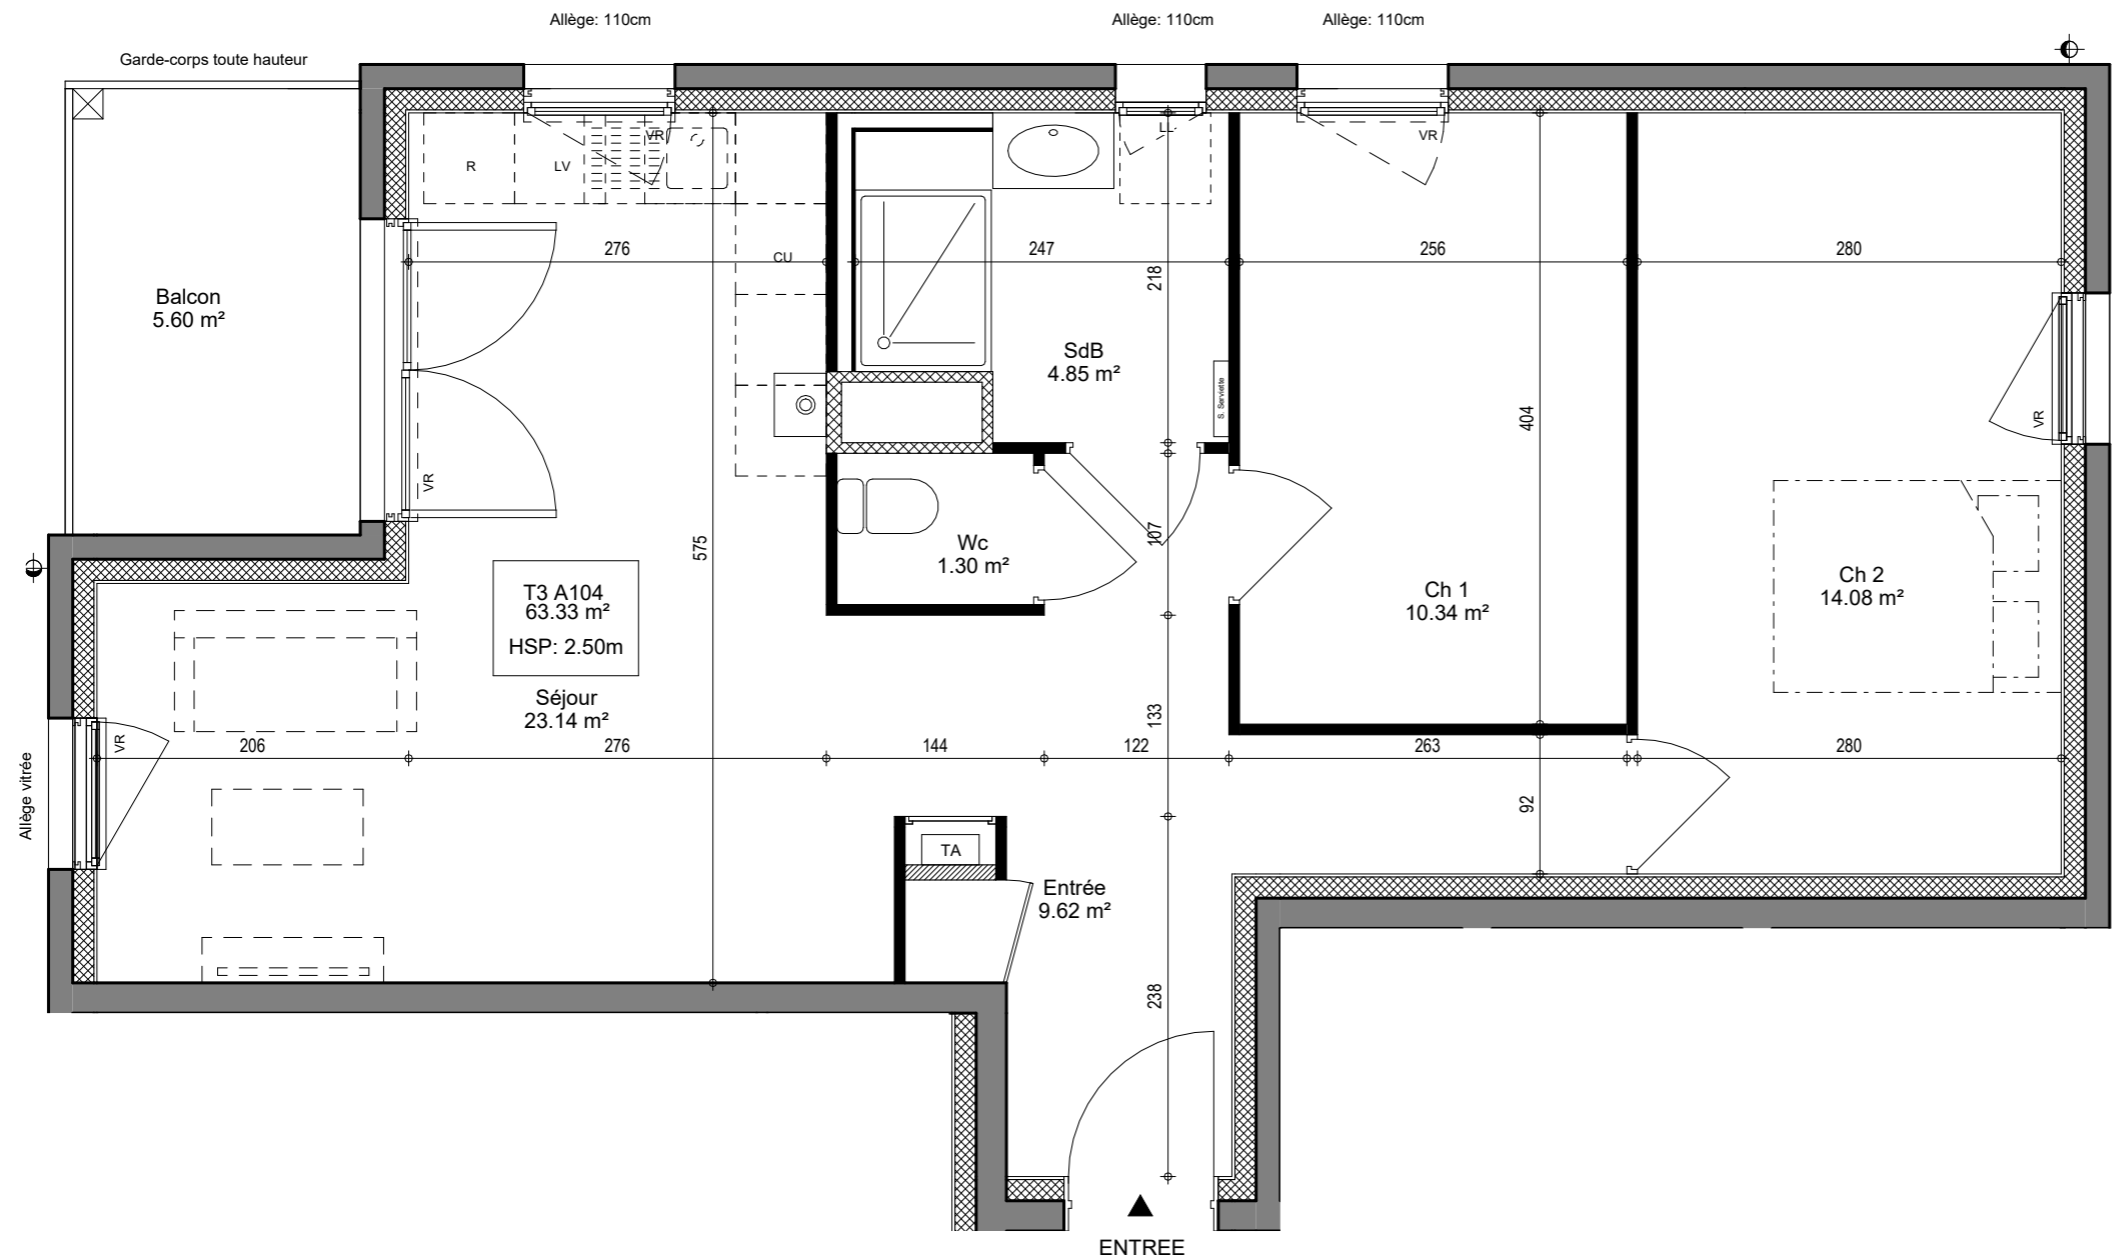 Allège: 110cm
Allège: 110cm
Allège: 110cm
Garde-corps toute hauteur
R
LV
VR
LL
VR
276
CU
247
218
256
280
Balcon
5.60 m²
SdB
4.85 m²
S. Serviette
404
VR
VR
575
107
Wc
1.30 m²
T3 A104
63.33 m²
HSP: 2.50m
Ch 1
10.34 m²
Ch 2
14.08 m²
Séjour
23.14 m²
VR
206
276
144
122
133
263
280
Allège vitrée
92
TA
Entrée
9.62 m²
238
ENTREE